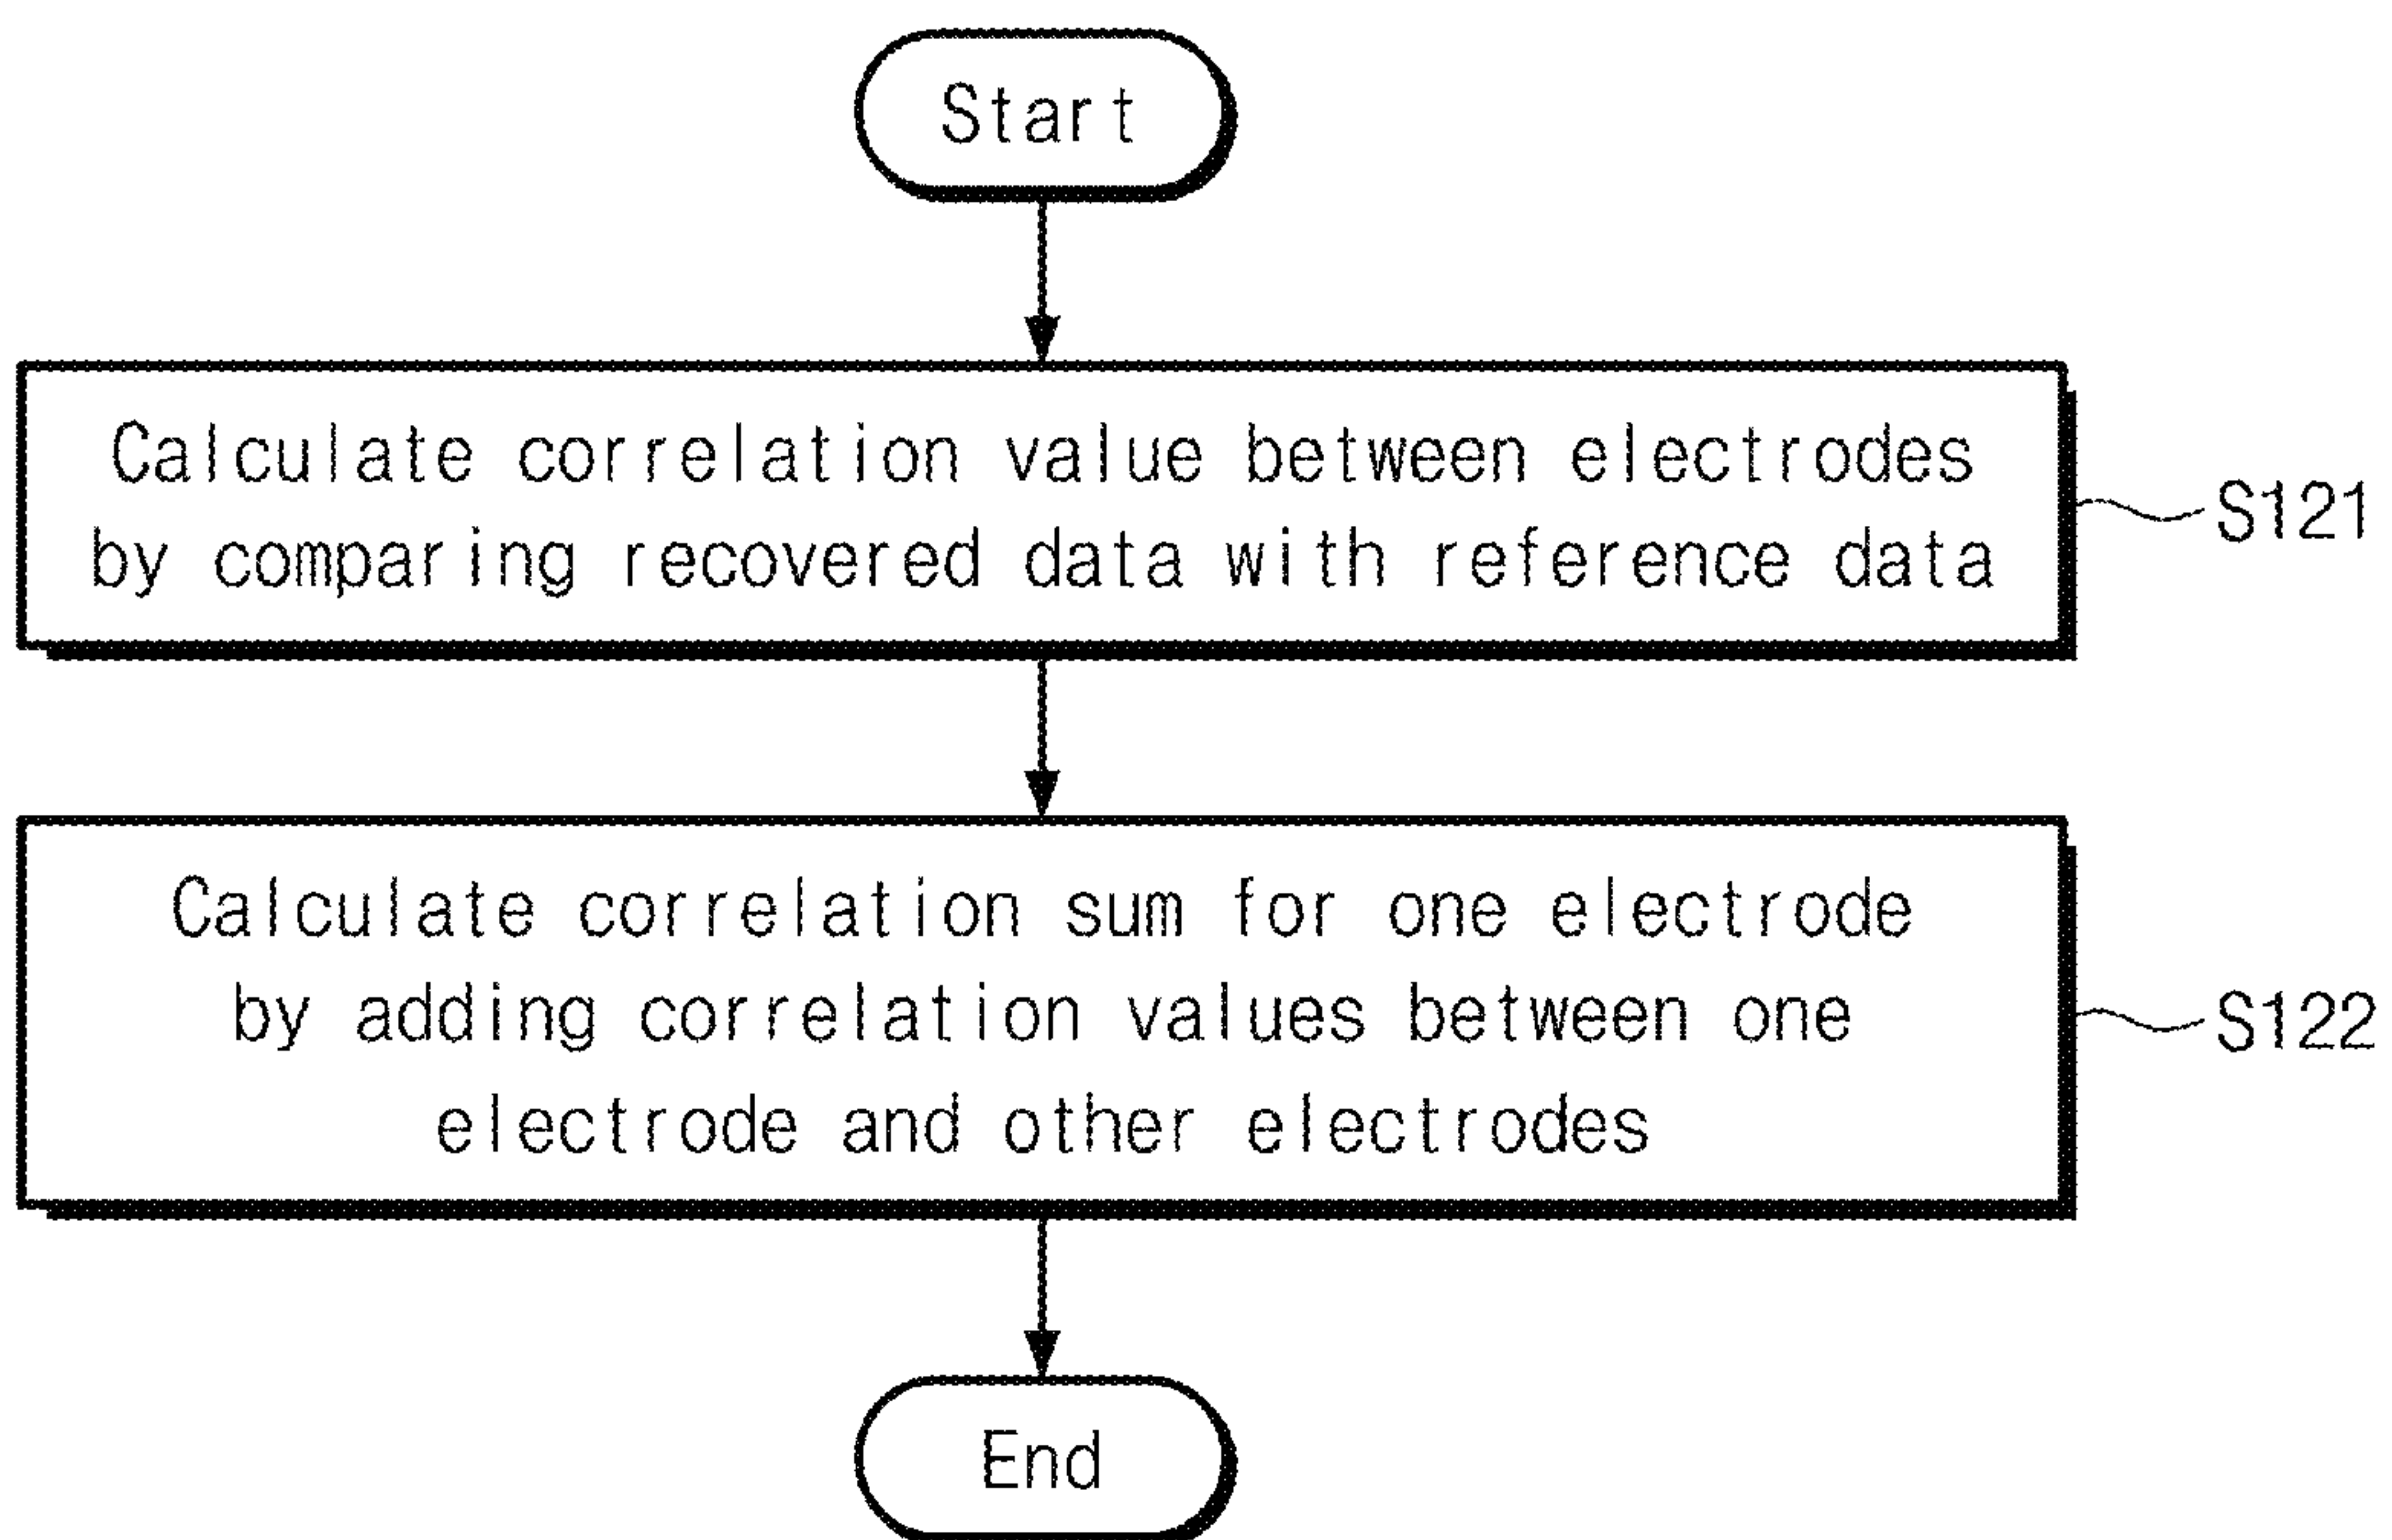 Start
Calculate correlation value between electrodes
by comparing recovered data with reference data
S121
Calculate correlation sum for one electrode
by adding correlation values between one
electrode and other electrodes
S122
End